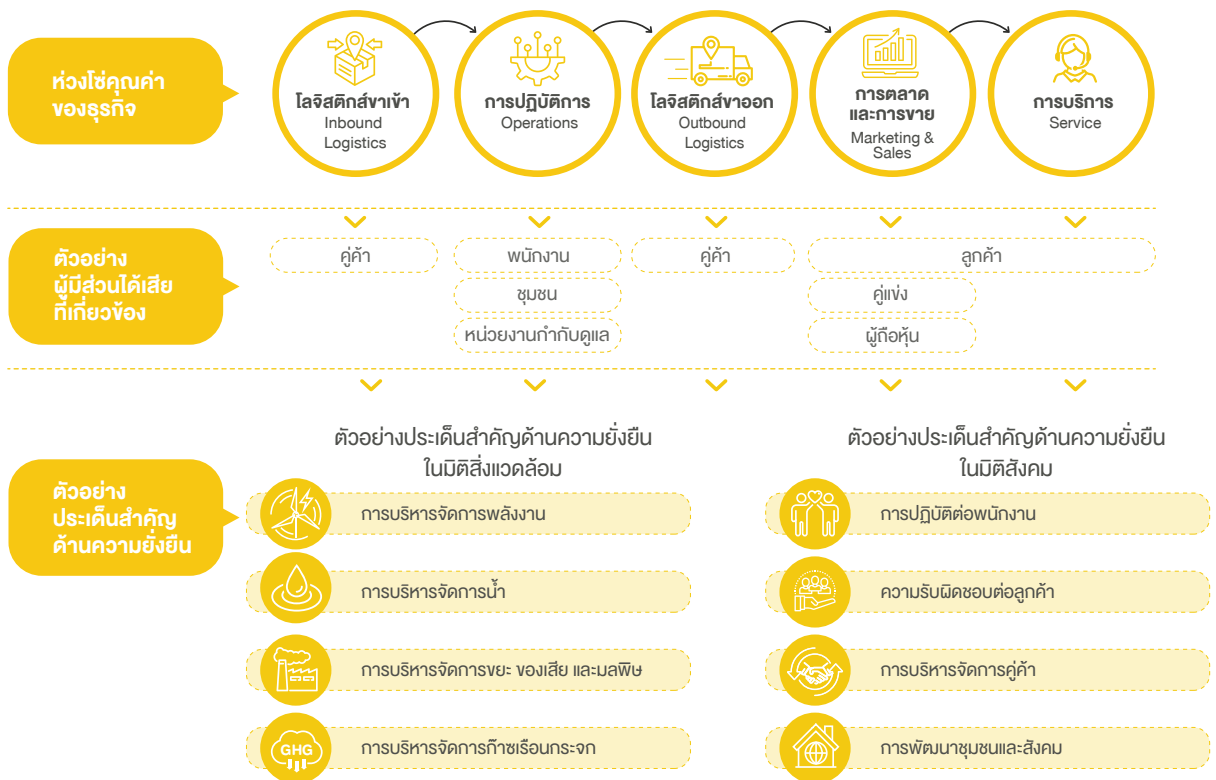 ห่วงโซ่คุณค่า
ของธุรกิจ
โลจิสติกส์ขาเข้า
Inbound
Logistics
การปฏิบัติการ
Operations
โลจิสติกส์ขาออก
Outbound
Logistics
การตลาด
และการขาย
Marketing &
Sales
การบริการ
Service
ตัวอย่าง
ผู้มีส่วนได้เสีย
ที่เกี่ยวข้อง
คู่ค้า
พนักงาน
ชุมชน
หน่วยงานกำกับดูแล
คู่ค้า
ลูกค้า
คู่แข่ง
ผู้ถือหุ้น
ตัวอย่าง
ประเด็นสำคัญ
ด้านความยั่งยืน
ตัวอย่างประเด็นสำคัญด้านความยั่งยืน
ในมิติสิ่งแวดล้อม
การบริหารจัดการพลังงาน
การบริหารจัดการน้ำ
การบริหารจัดการขยะ ของเสีย และมลพิษ
GHG
การบริหารจัดการก๊าซเรือนกระจก
ตัวอย่างประเด็นสำคัญด้านความยั่งยืน
ในมิติสังคม
การปฏิบัติต่อพนักงาน
ความรับผิดชอบต่อลูกค้า
การบริหารจัดการคู่ค้า
การพัฒนาชุมชนและสังคม